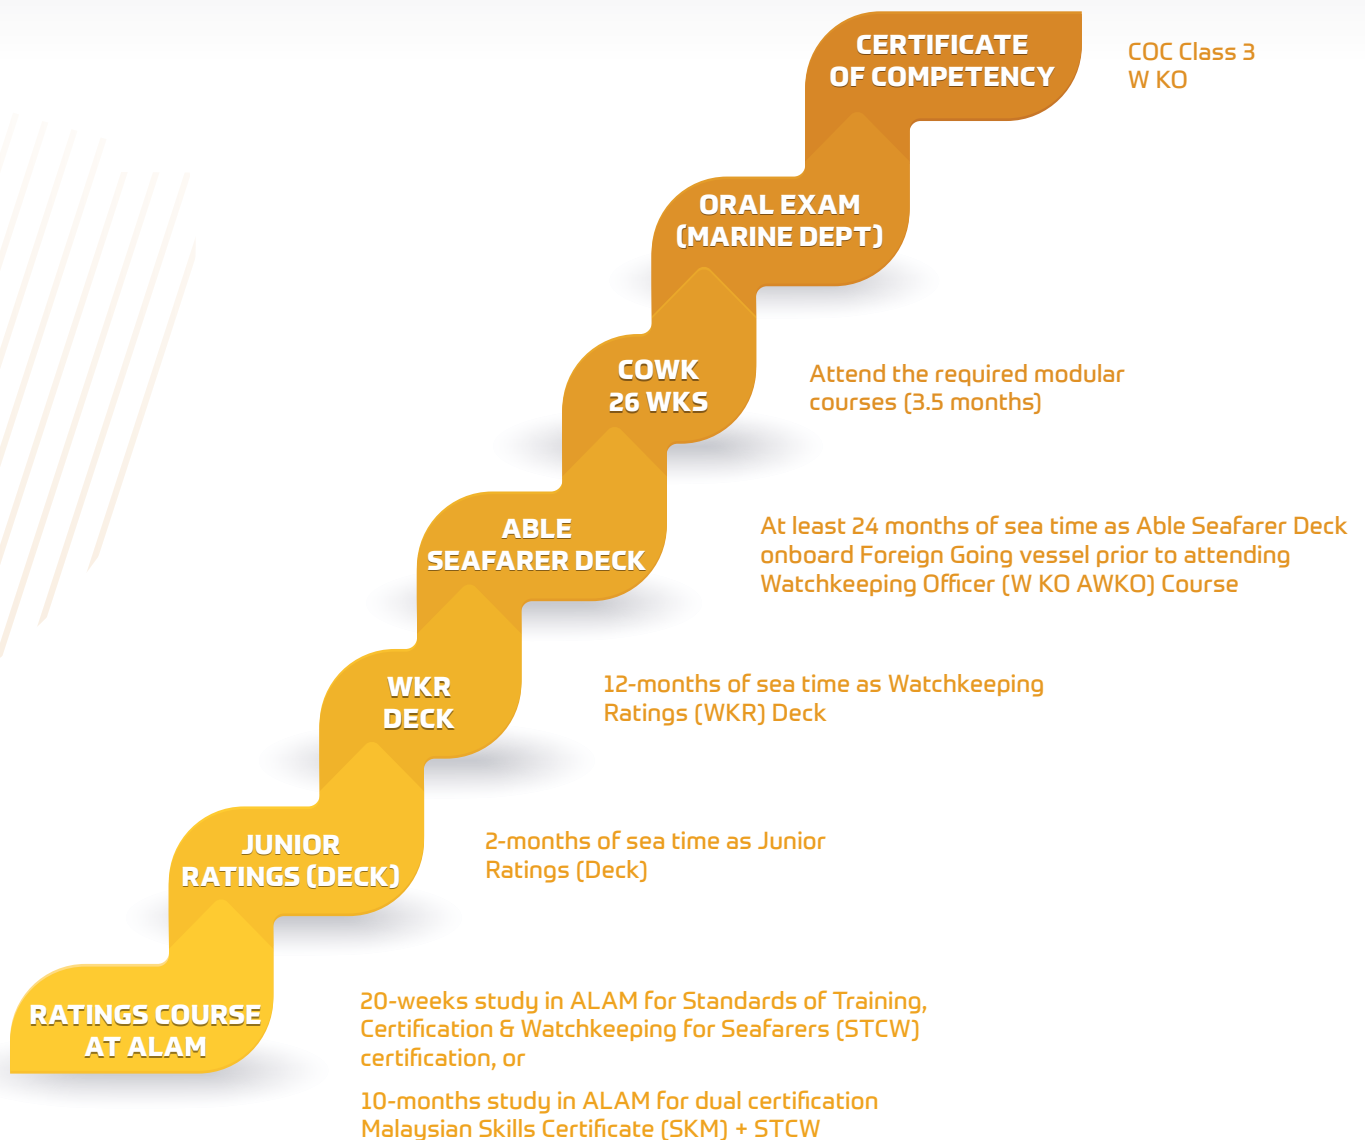 CERTIFICATE
OF COMPETENCY
COC Class 3
W KO
ORAL EXAM
(MARINE DEPT)
COWK
26 WKS
Attend the required modular
courses (3.5 months)
ABLE
SEAFARER DECK
At least 24 months of sea time as Able Seafarer Deck
onboard Foreign Going vessel prior to attending
Watchkeeping Officer (W KO AWKO) Course
WKR
DECK
12-months of sea time as Watchkeeping
Ratings (WKR) Deck
JUNIOR
RATINGS (DECK)
2-months of sea time as Junior
Ratings (Deck)
RATINGS COURSE
AT ALAM
20-weeks study in ALAM for Standards of Training,
Certification & Watchkeeping for Seafarers (STCW)
certification, or
10-months study in ALAM for dual certification
Malaysian Skills Certificate (SKM) + STCW